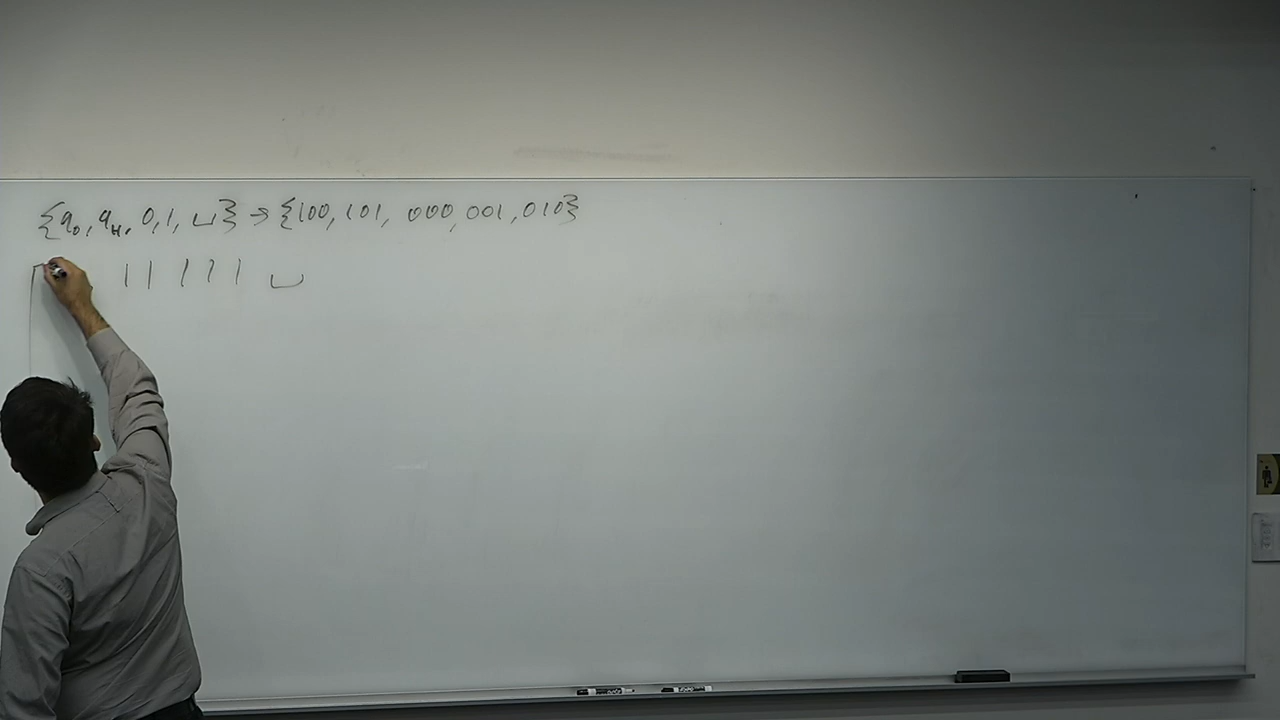 {q₀, q_H, 0, 1, ⊔} → {100, 101, 000, 001, 010}
1 1 1 1 1 ⊔